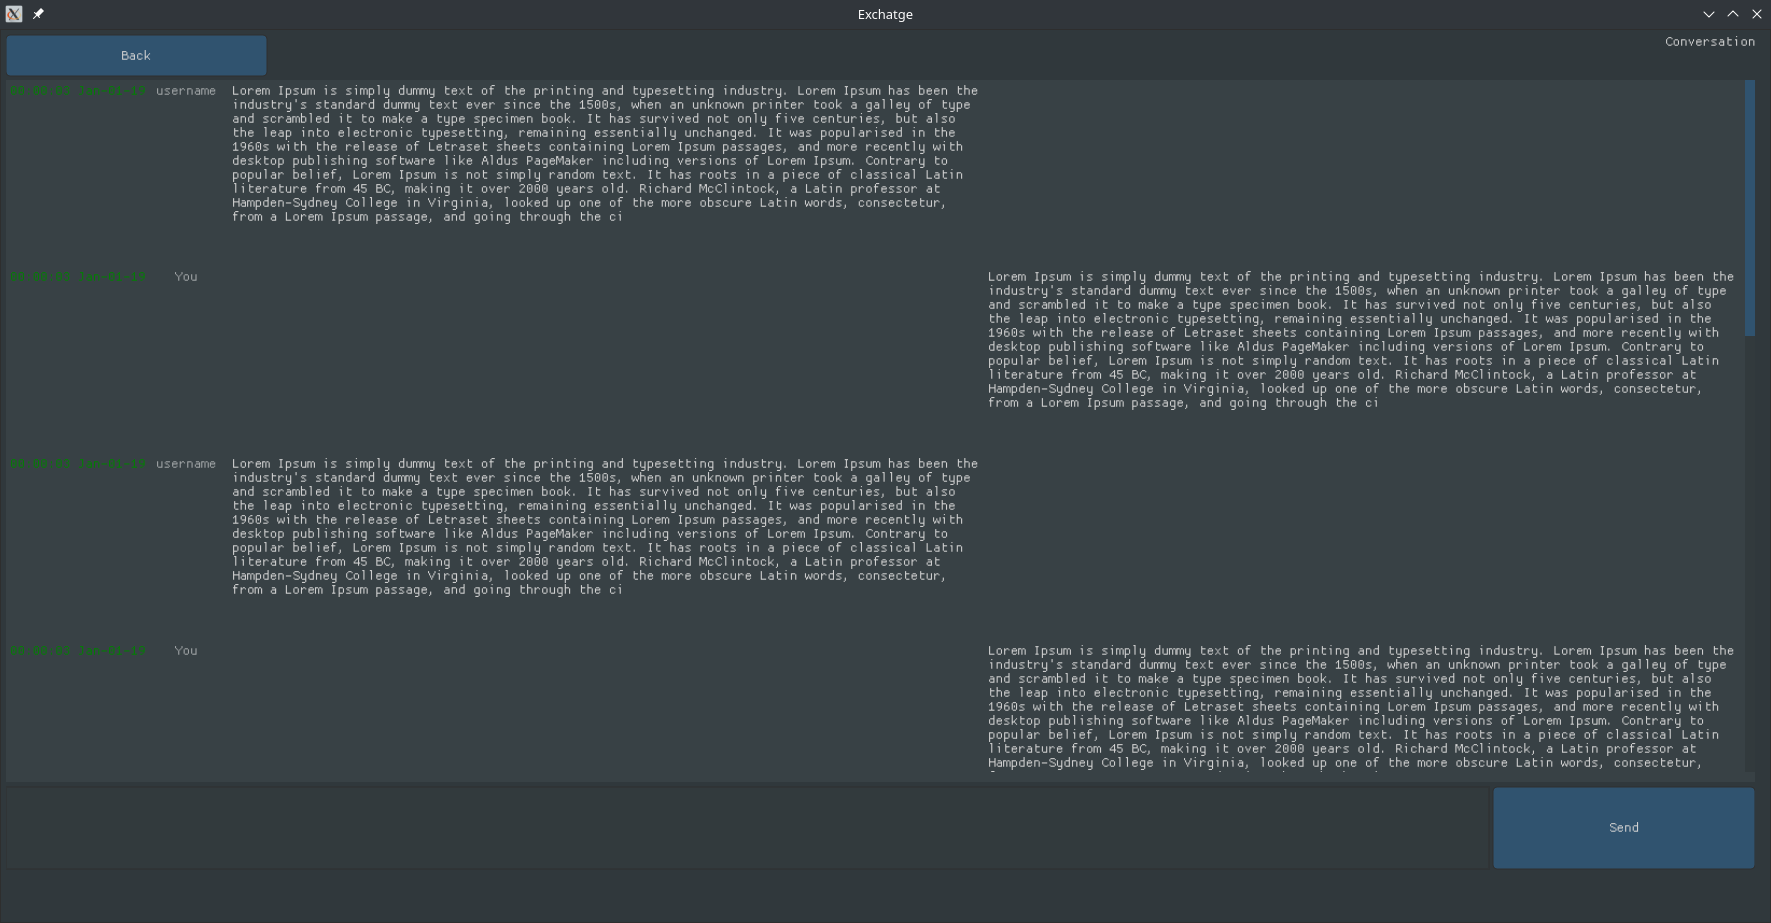 Exchatge
Back
Conversation
00:00:03 Jan-01-19 username Lorem Ipsum is simply dummy text of the printing and typesetting industry. Lorem Ipsum has been the
industry's standard dummy text ever since the 1500s, when an unknown printer took a galley of type
and scrambled it to make a type specimen book. It has survived not only five centuries, but also
the leap into electronic typesetting, remaining essentially unchanged. It was popularised in the
1960s with the release of Letraset sheets containing Lorem Ipsum passages, and more recently with
desktop publishing software like Aldus PageMaker including versions of Lorem Ipsum. Contrary to
popular belief, Lorem Ipsum is not simply random text. It has roots in a piece of classical Latin
literature from 45 BC, making it over 2000 years old. Richard McClintock, a Latin professor at
Hampden-Sydney College in Virginia, looked up one of the more obscure Latin words, consectetur,
from a Lorem Ipsum passage, and going through the ci
00:00:03 Jan-01-19 You Lorem Ipsum is simply dummy text of the printing and typesetting industry. Lorem Ipsum has been the
industry's standard dummy text ever since the 1500s, when an unknown printer took a galley of type
and scrambled it to make a type specimen book. It has survived not only five centuries, but also
the leap into electronic typesetting, remaining essentially unchanged. It was popularised in the
1960s with the release of Letraset sheets containing Lorem Ipsum passages, and more recently with
desktop publishing software like Aldus PageMaker including versions of Lorem Ipsum. Contrary to
popular belief, Lorem Ipsum is not simply random text. It has roots in a piece of classical Latin
literature from 45 BC, making it over 2000 years old. Richard McClintock, a Latin professor at
Hampden-Sydney College in Virginia, looked up one of the more obscure Latin words, consectetur,
from a Lorem Ipsum passage, and going through the ci
00:00:03 Jan-01-19 username Lorem Ipsum is simply dummy text of the printing and typesetting industry. Lorem Ipsum has been the
industry's standard dummy text ever since the 1500s, when an unknown printer took a galley of type
and scrambled it to make a type specimen book. It has survived not only five centuries, but also
the leap into electronic typesetting, remaining essentially unchanged. It was popularised in the
1960s with the release of Letraset sheets containing Lorem Ipsum passages, and more recently with
desktop publishing software like Aldus PageMaker including versions of Lorem Ipsum. Contrary to
popular belief, Lorem Ipsum is not simply random text. It has roots in a piece of classical Latin
literature from 45 BC, making it over 2000 years old. Richard McClintock, a Latin professor at
Hampden-Sydney College in Virginia, looked up one of the more obscure Latin words, consectetur,
from a Lorem Ipsum passage, and going through the ci
00:00:03 Jan-01-19 You Lorem Ipsum is simply dummy text of the printing and typesetting industry. Lorem Ipsum has been the
industry's standard dummy text ever since the 1500s, when an unknown printer took a galley of type
and scrambled it to make a type specimen book. It has survived not only five centuries, but also
the leap into electronic typesetting, remaining essentially unchanged. It was popularised in the
1960s with the release of Letraset sheets containing Lorem Ipsum passages, and more recently with
desktop publishing software like Aldus PageMaker including versions of Lorem Ipsum. Contrary to
popular belief, Lorem Ipsum is not simply random text. It has roots in a piece of classical Latin
literature from 45 BC, making it over 2000 years old. Richard McClintock, a Latin professor at
Hampden-Sydney College in Virginia, looked up one of the more obscure Latin words, consectetur,
Send